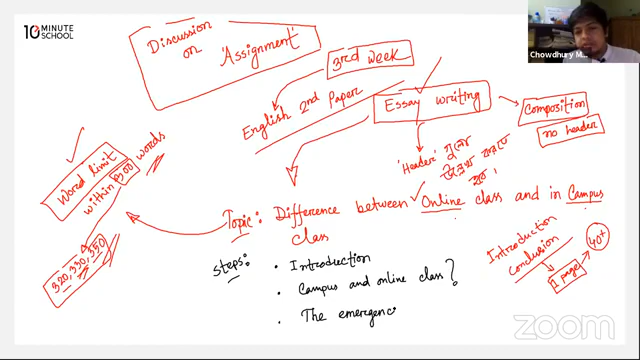 10 MINUTE SCHOOL
Discussion on 'Assignment'
3rd week
English 2nd Paper
Essay writing
Composition
no header
'Header'
Word limit
within 300 words
320, 330, 350
Topic: Difference between Online class and in Campus
class
Steps:
· Introduction
· Campus and online class?
· The emergenc
Introduction
conclusion
1 page
40+
Chowdhury M...
zoom